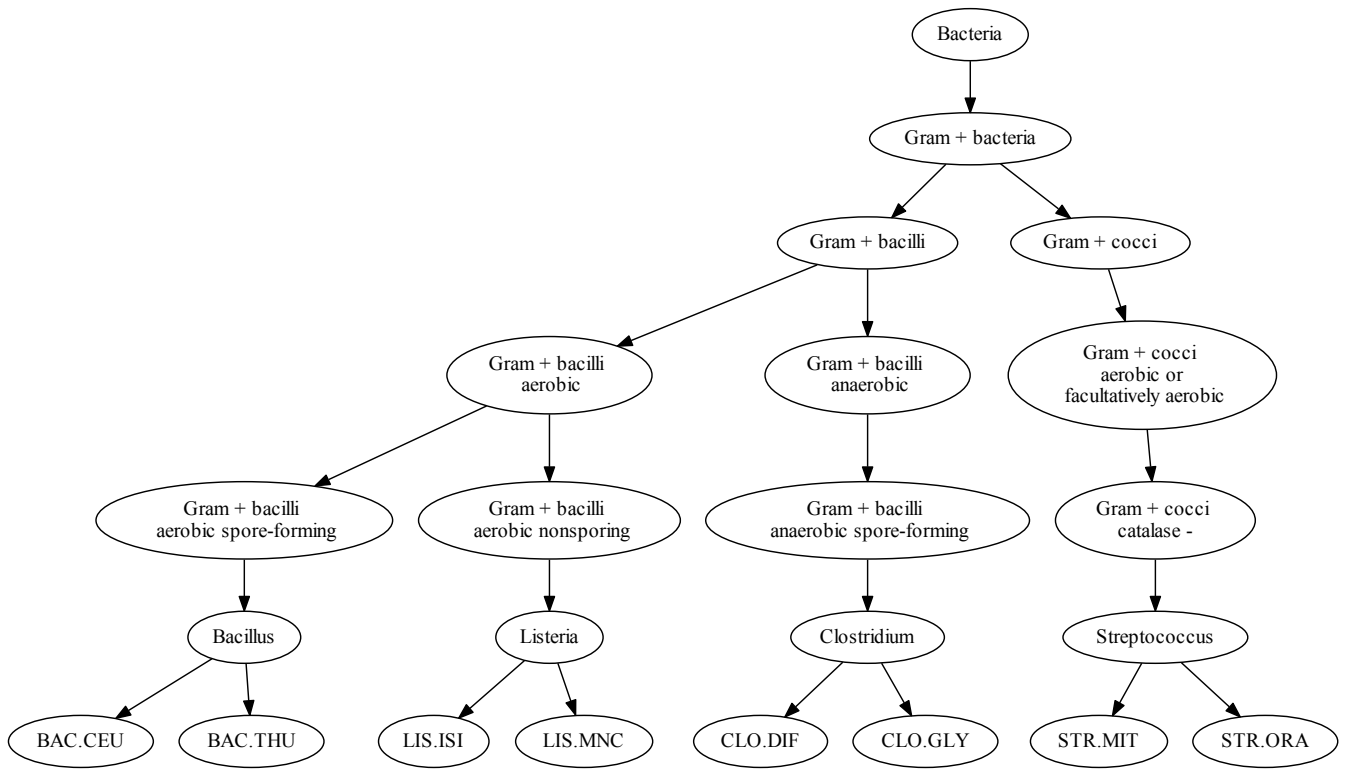 Bacteria
Gram + bacteria
Gram + bacilli
Gram + cocci
Gram + bacilli
aerobic
Gram + bacilli
anaerobic
Gram + cocci
aerobic or
facultatively aerobic
Gram + bacilli
aerobic spore-forming
Gram + bacilli
aerobic nonsporing
Gram + bacilli
anaerobic spore-forming
Gram + cocci
catalase -
Bacillus
Listeria
Clostridium
Streptococcus
BAC.CEU
BAC.THU
LIS.ISI
LIS.MNC
CLO.DIF
CLO.GLY
STR.MIT
STR.ORA